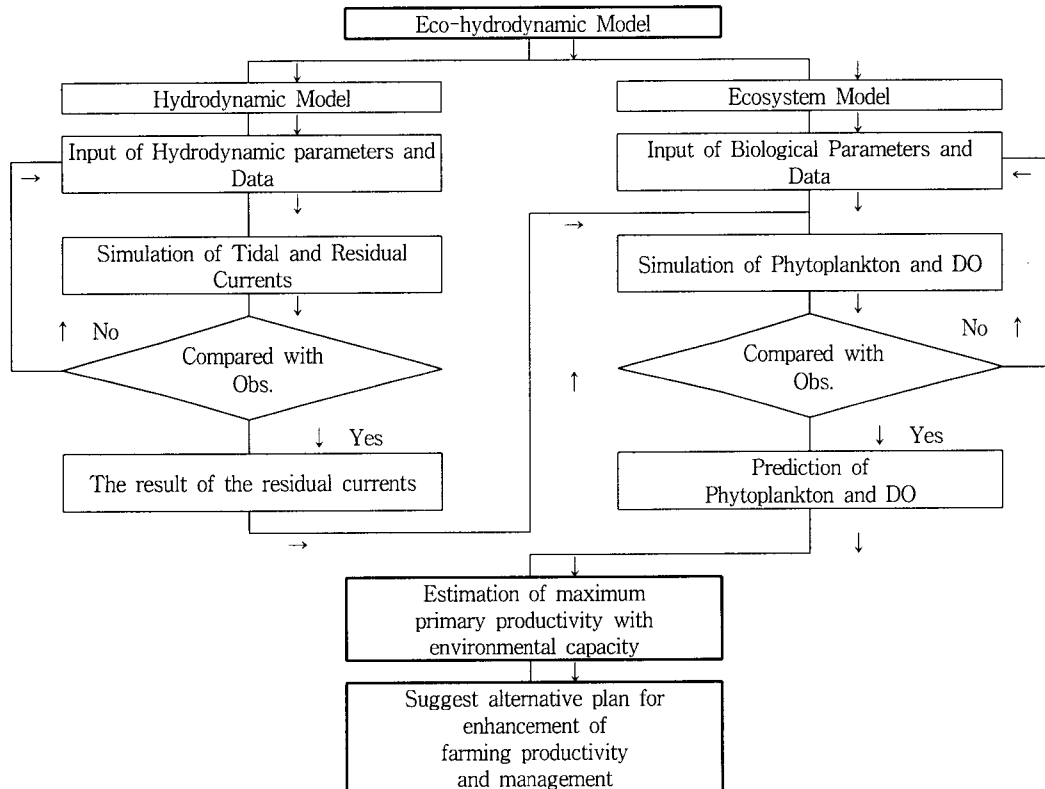 Eco-hydrodynamic Model
↓
↓
↓
Hydrodynamic Model
↓
Input of Hydrodynamic parameters and
Data
→
↓
Simulation of Tidal and Residual
Currents
↓
↑ No
Compared with
Obs.
↓ Yes
The result of the residual currents
→
→
↑
Ecosystem Model
↓
Input of Biological Parameters and
Data
←
↓
Simulation of Phytoplankton and DO
↓
No ↑
Compared with
Obs.
↓ Yes
Prediction of
Phytoplankton and DO
↓
↓
Estimation of maximum
primary productivity with
environmental capacity
↓
Suggest alternative plan for
enhancement of
farming productivity
and management